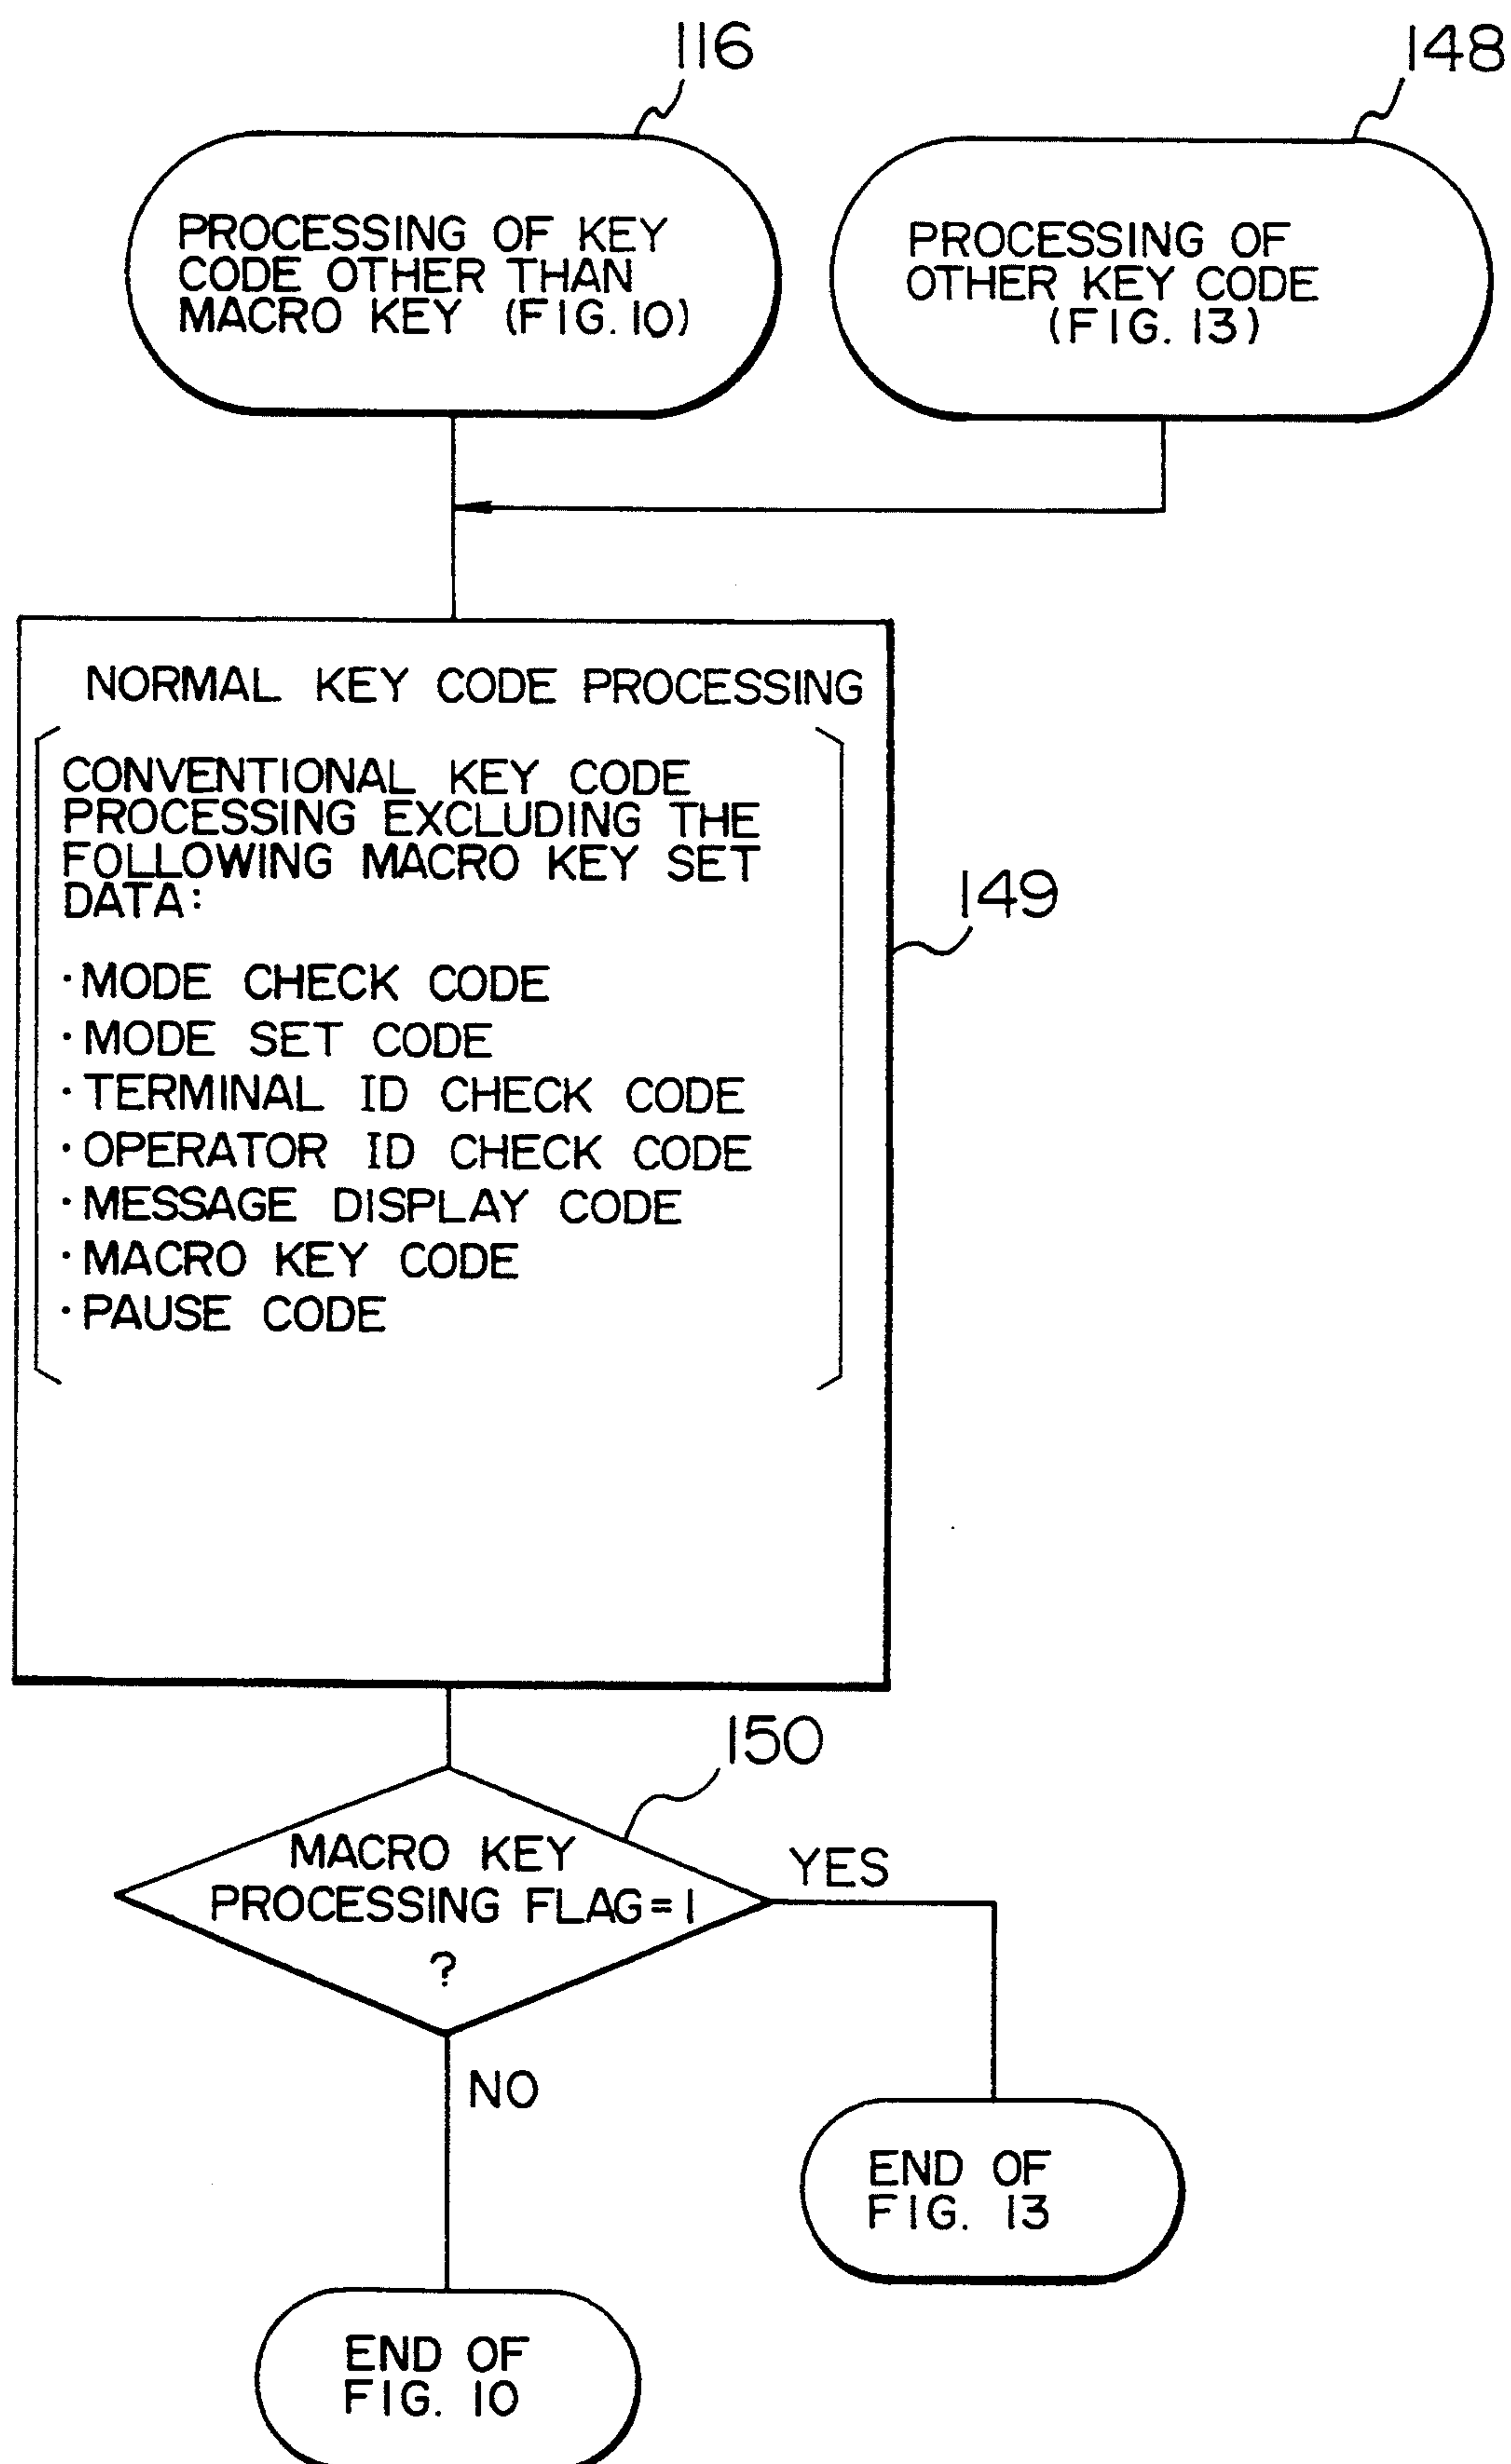 116
148
PROCESSING OF KEY
CODE OTHER THAN
MACRO KEY (FIG. 10)
PROCESSING OF
OTHER KEY CODE
(FIG. 13)
NORMAL KEY CODE PROCESSING
CONVENTIONAL KEY CODE
PROCESSING EXCLUDING THE
FOLLOWING MACRO KEY SET
DATA:
149
· MODE CHECK CODE
· MODE SET CODE
· TERMINAL ID CHECK CODE
· OPERATOR ID CHECK CODE
· MESSAGE DISPLAY CODE
· MACRO KEY CODE
· PAUSE CODE
150
MACRO KEY
PROCESSING FLAG=1
?
YES
NO
END OF
FIG. 13
END OF
FIG. 10